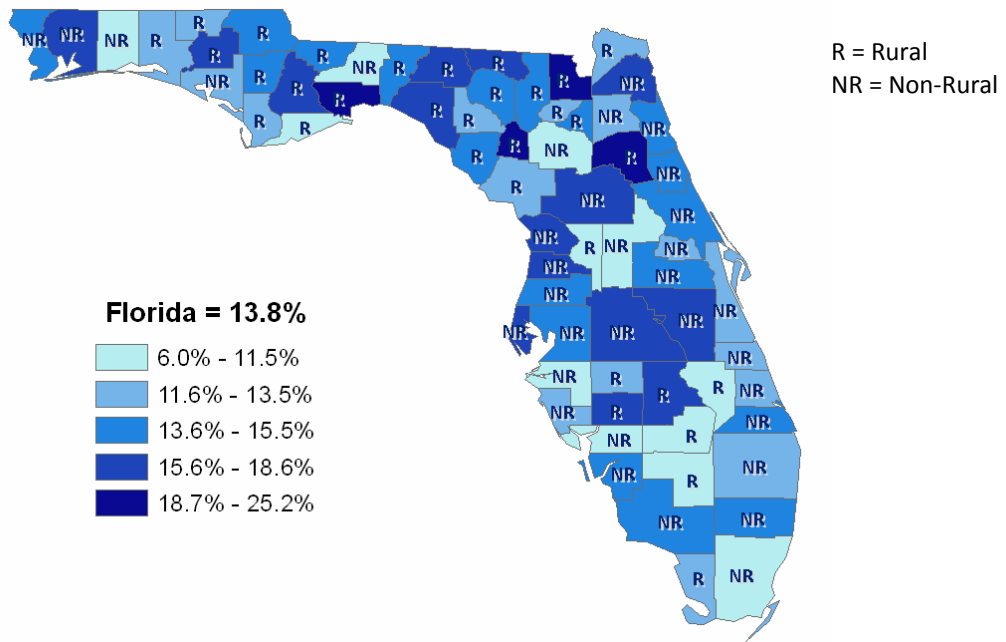 R = Rural
NR = Non-Rural
R
R
NR NR NR R R R
R NR R R R
NR R R R R R R NR
R R R R R R NR NR
R R NR R
NR
R NR NR
NR R NR NR
NR NR
NR NR
NR NR NR NR
NR
NR R R R NR
NR R NR
NR R
NR R NR
NR NR
R NR
Florida = 13.8%
6.0% - 11.5%
11.6% - 13.5%
13.6% - 15.5%
15.6% - 18.6%
18.7% - 25.2%